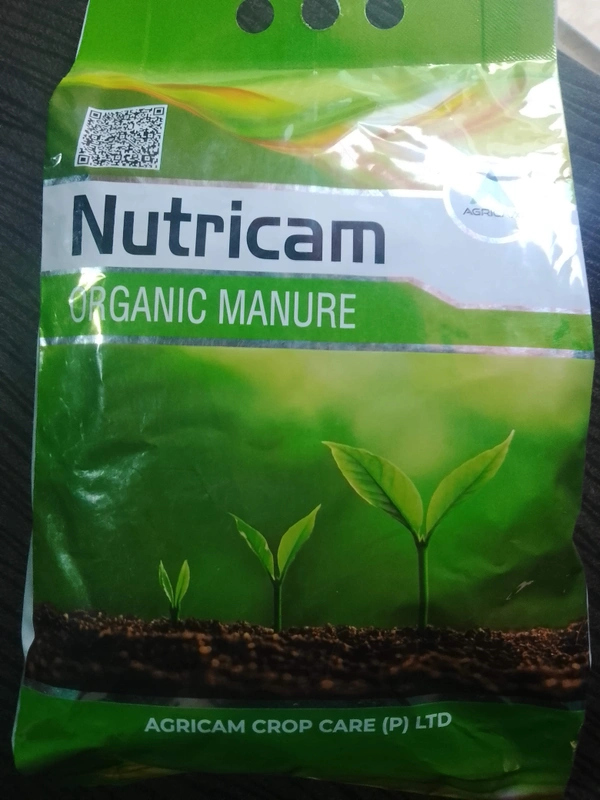 Nutricam
ORGANIC MANURE
AGRICAM CROP CARE (P) LTD